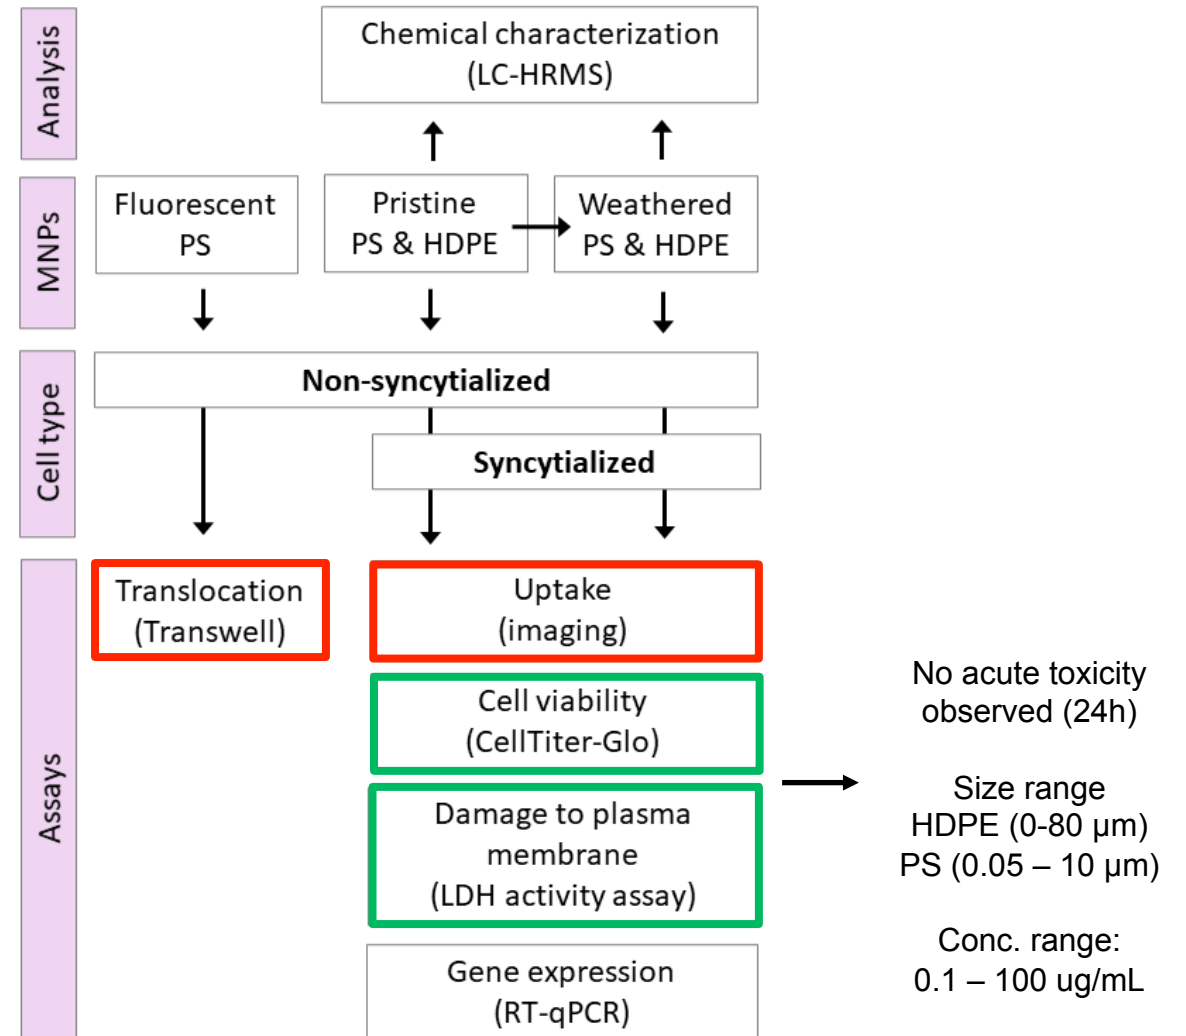 Analysis
Chemical characterization
(LC-HRMS)
MNPs
Fluorescent
PS
Pristine
PS & HDPE
Weathered
PS & HDPE
Cell type
Non-syncytialized
Syncytialized
Assays
Translocation
(Transwell)
Uptake
(imaging)
Cell viability
(CellTiter-Glo)
Damage to plasma
membrane
(LDH activity assay)
Gene expression
(RT-qPCR)
No acute toxicity
observed (24h)
Size range
HDPE (0-80 µm)
PS (0.05 – 10 µm)
Conc. range:
0.1 – 100 ug/mL